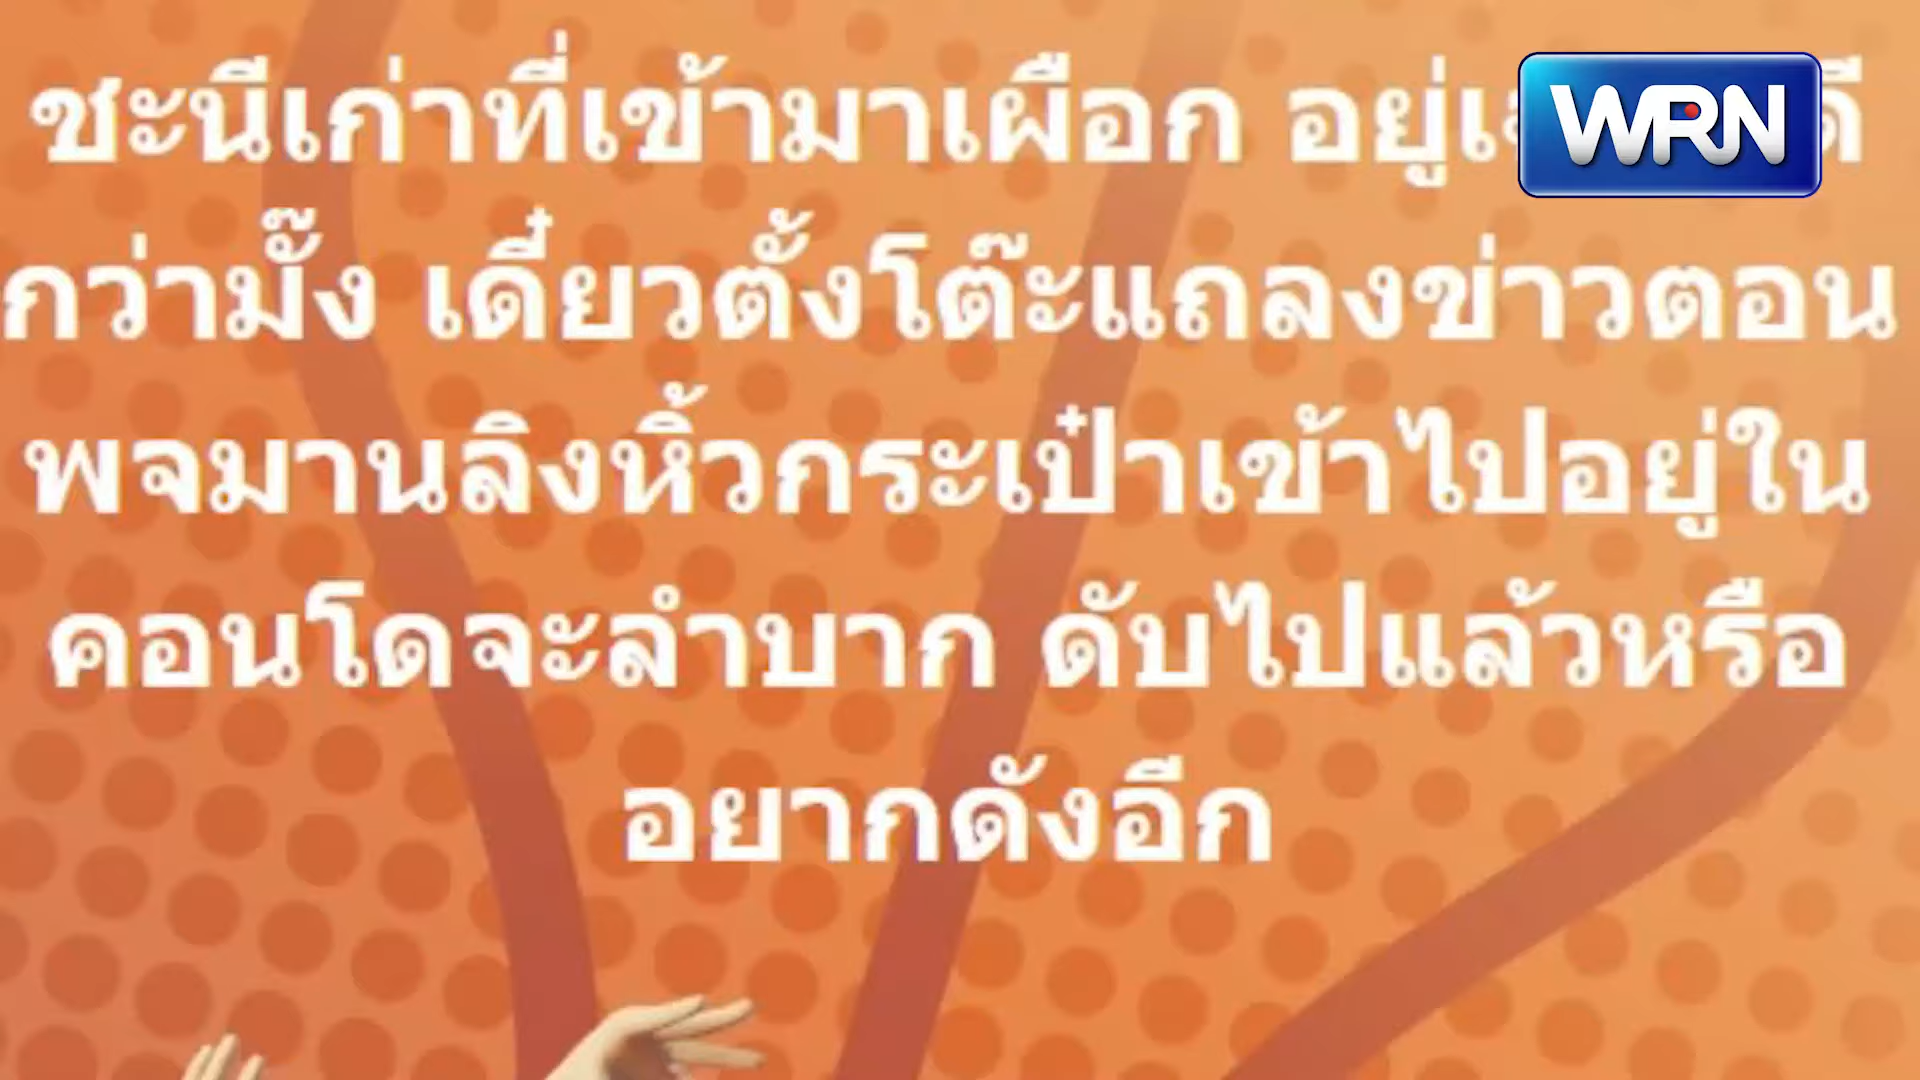 ชะนีเก่าที่เข้ามาเผือก อยู่เ
WRN
กว่ามั๊ง เดี๋ยวตั้งโต๊ะแถลงข่าวตอน
พจมานลิงหิ้วกระเป๋าเข้าไปอยู่ใน
คอนโดจะลำบาก ดับไปแล้วหรือ
อยากดังอีก